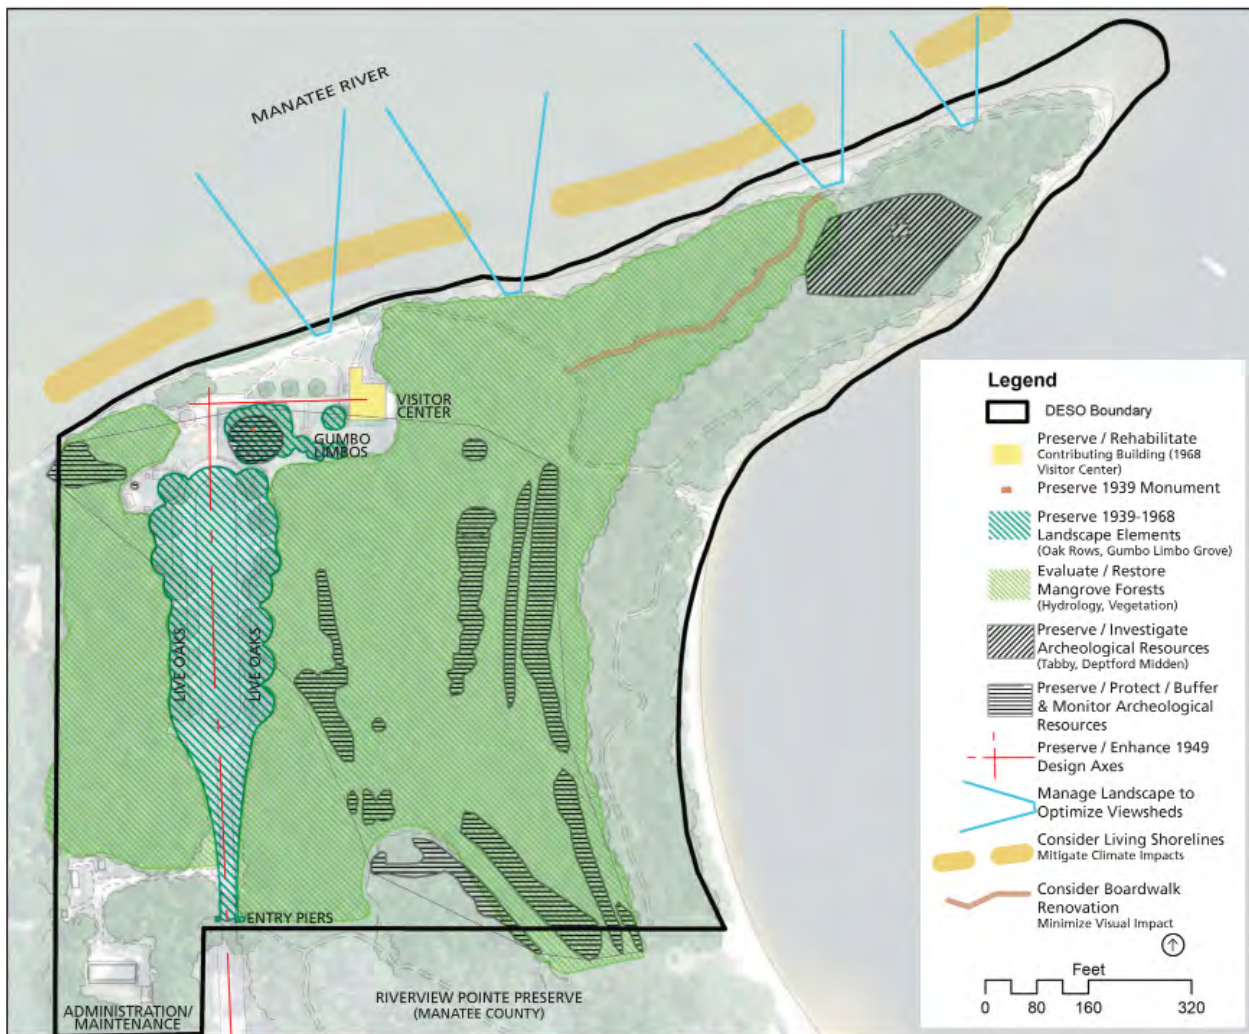 MANATEE RIVER
VISITOR
CENTER
GUMBO
LIMBOS
LIVE OAKS
LIVE OAKS
ENTRY PIERS
ADMINISTRATION/
MAINTENANCE
RIVERVIEW POINTE PRESERVE
(MANATEE COUNTY)
Legend
DESO Boundary
Preserve / Rehabilitate
Contributing Building (1968
Visitor Center)
Preserve 1939 Monument
Preserve 1939-1968
Landscape Elements
(Oak Rows, Gumbo Limbo Grove)
Evaluate / Restore
Mangrove Forests
(Hydrology, Vegetation)
Preserve / Investigate
Archeological Resources
(Tabby, Deptford Midden)
Preserve / Protect / Buffer
& Monitor Archeological
Resources
Preserve / Enhance 1949
Design Axes
Manage Landscape to
Optimize Viewsheds
Consider Living Shorelines
Mitigate Climate Impacts
Consider Boardwalk
Renovation
Minimize Visual Impact
Feet
0 80 160 320